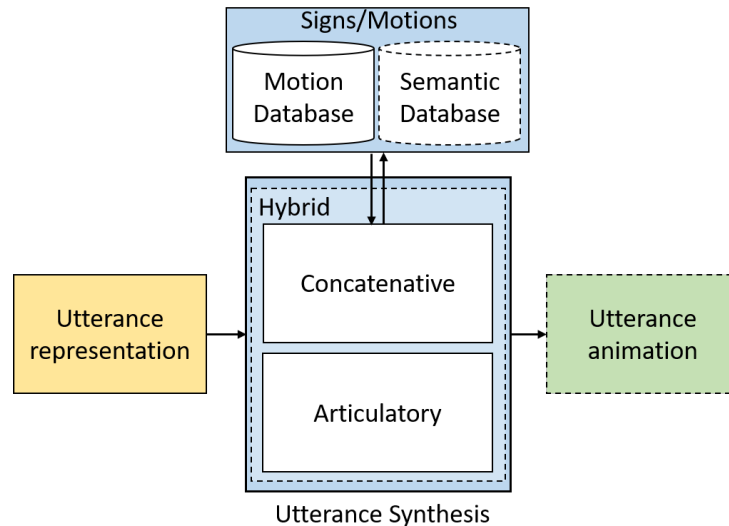 Signs/Motions
Motion
Database
Semantic
Database
Hybrid
Concatenative
Utterance
representation
Utterance
animation
Articulatory
Utterance Synthesis